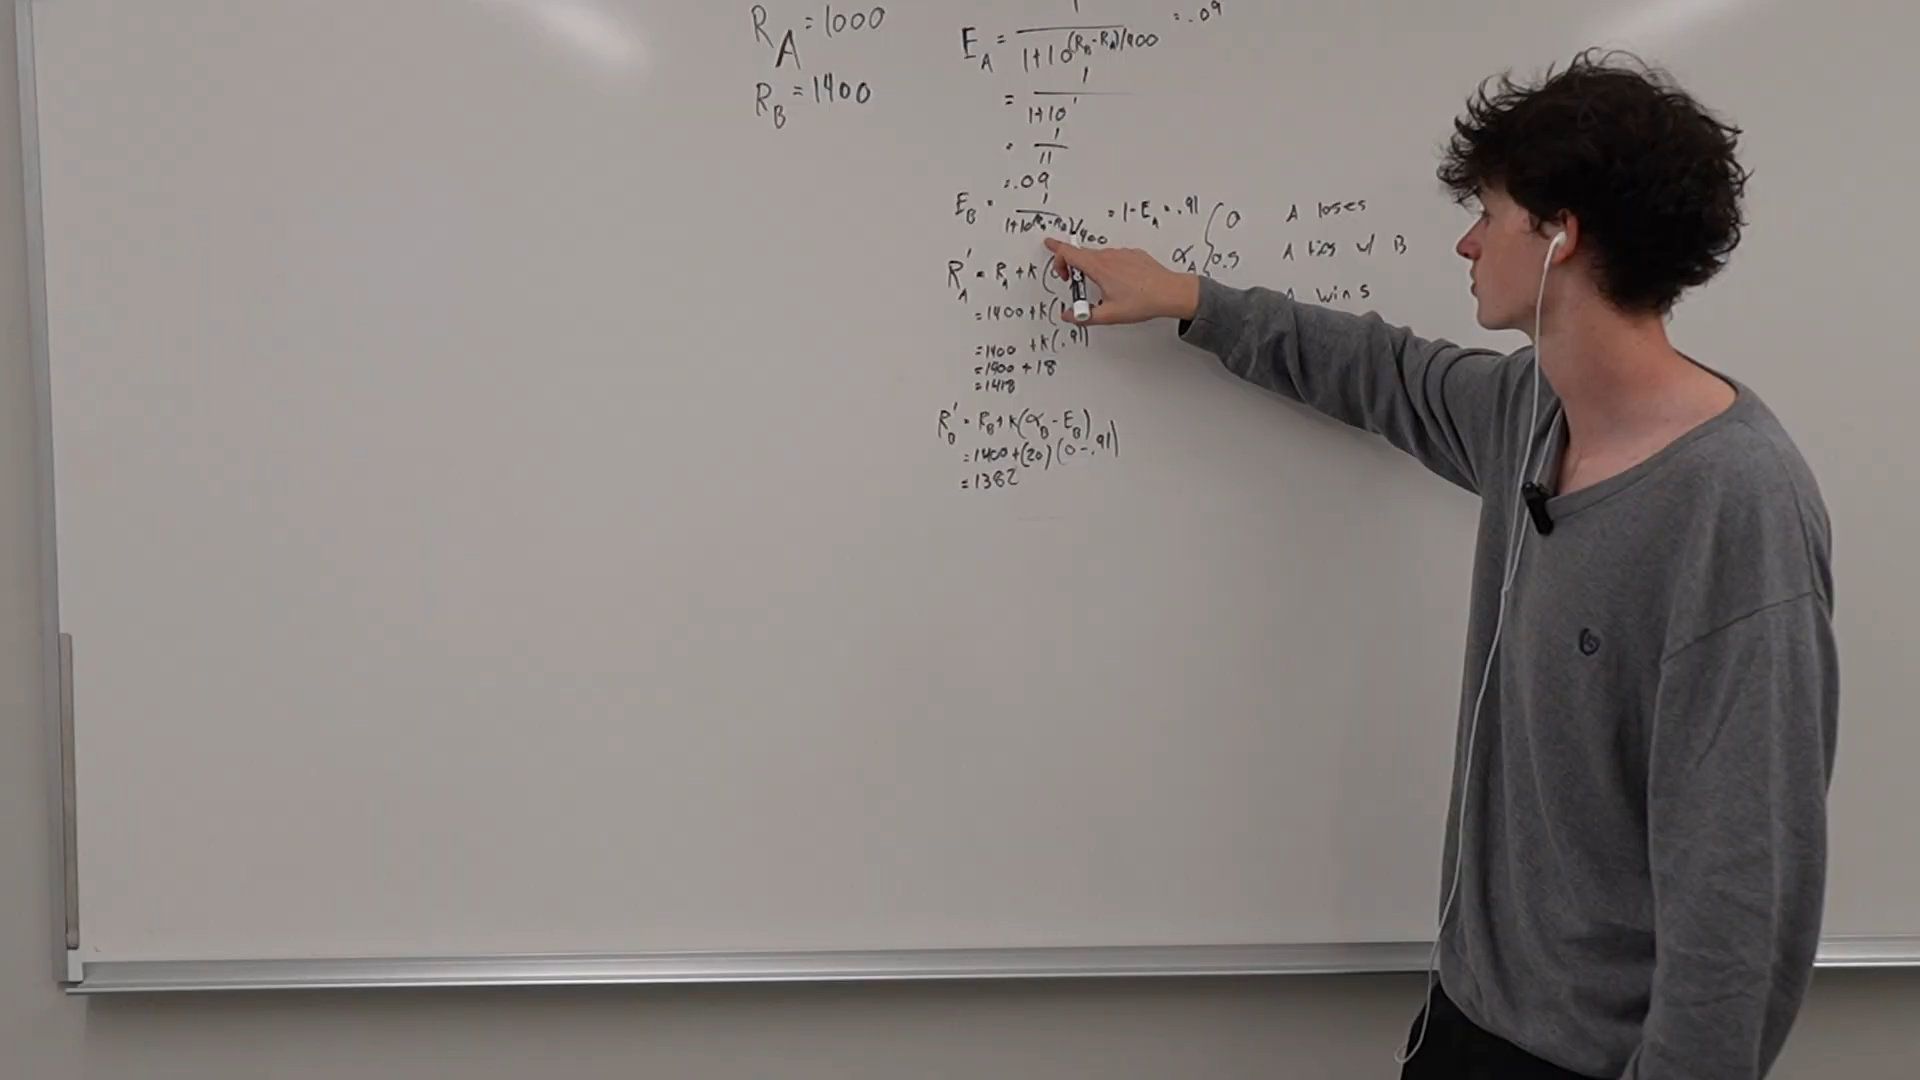 R_A = 1000
R_B = 1400
E_A = 1/(1+10^(R_B-R_A)/400) = .09
= 1/(1+10^1)
= 1/11
= .09
E_B = 1/(1+10^(R_A-R_B)/400) = 1 - E_A = .91
α_A { 0 A loses
0.5 A ties w/ B
A wins
R_A' = R_A + K(
= 1400 + K(
= 1400 + K(.91)
= 1400 + 18
= 1418
R_B' = R_B + K(α_B - E_B)
= 1400 + (20)(0 - .91)
= 1382